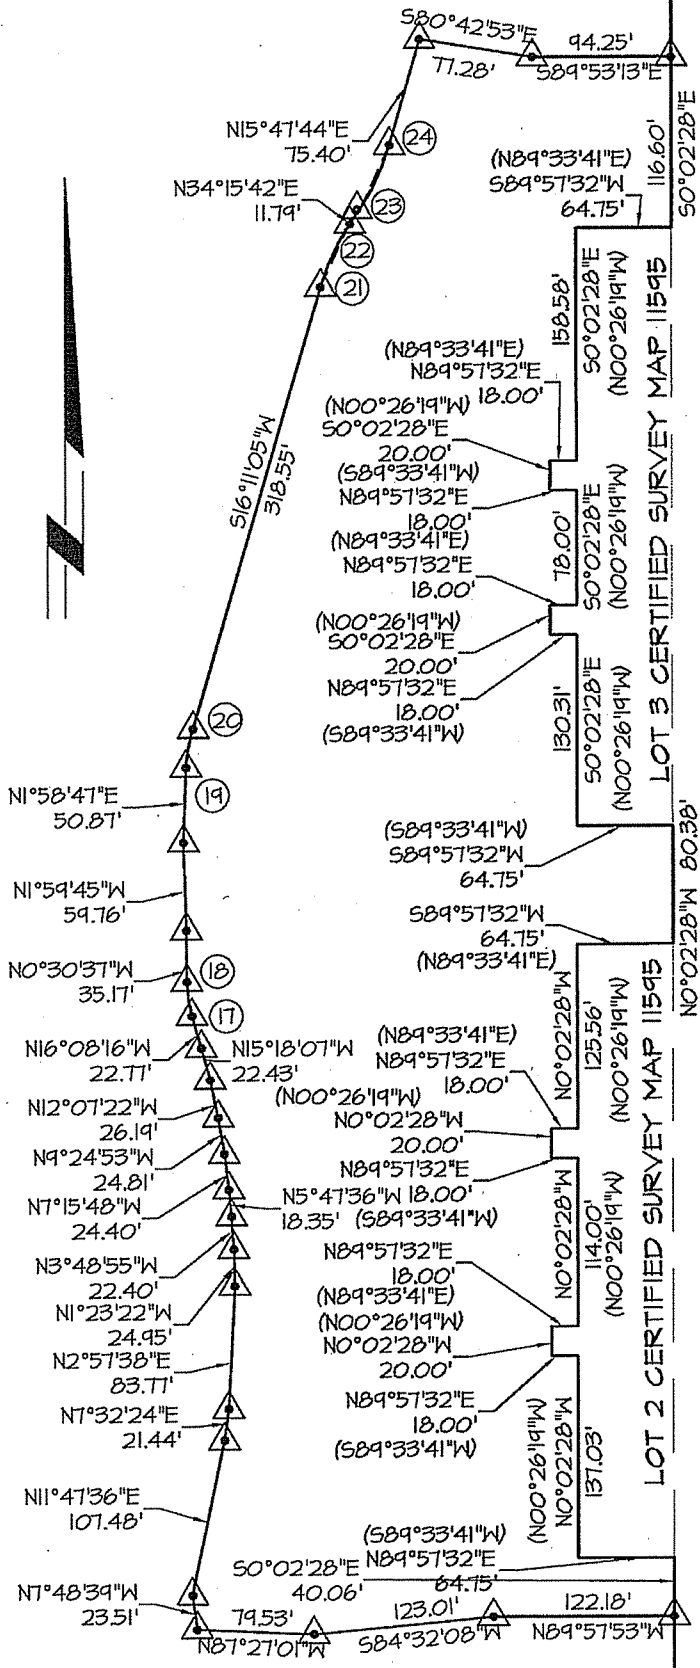 S80°42'53"E
77.28'
94.25'
S89°53'13"E
N15°47'44"E
75.40'
24
116.60'
S0°02'28"E
(N89°33'41"E)
S89°57'32"W
64.75'
N34°15'42"E
11.79'
23
22
21
158.58'
S0°02'28"E
(N00°26'19"W)
(N89°33'41"E)
N89°57'32"E
18.00'
(N00°26'19"W)
S0°02'28"E
20.00'
(S89°33'41"W)
N89°57'32"E
18.00'
S16°11'05"W
318.55'
78.00'
S0°02'28"E
(N00°26'19"W)
(N89°33'41"E)
N89°57'32"E
18.00'
(N00°26'19"W)
S0°02'28"E
20.00'
N89°57'32"E
18.00'
(S89°33'41"W)
130.31'
S0°02'28"E
(N00°26'19"W)
LOT 3 CERTIFIED SURVEY MAP 11595
20
19
N1°58'47"E
50.87'
(S89°33'41"W)
S89°57'32"W
64.75'
N0°02'28"W 80.38'
N1°59'45"W
59.76'
S89°57'32"W
64.75'
(N89°33'41"E)
N0°30'37"W
35.17'
18
17
N0°02'28"W
125.56'
(N00°26'19"W)
N16°08'16"W
22.77'
N15°18'07"W
22.43'
(N89°33'41"E)
N89°57'32"E
18.00'
(N00°26'19"W)
N0°02'28"W
20.00'
N12°07'22"W
26.19'
N9°24'53"W
24.81'
N89°57'32"E
18.00'
(S89°33'41"W)
N7°15'48"W
24.40'
N5°47'36"W
18.35'
N0°02'28"W
114.00'
(N00°26'19"W)
N3°48'55"W
22.40'
N89°57'32"E
18.00'
(N89°33'41"E)
N1°23'22"W
24.95'
(N00°26'19"W)
N0°02'28"W
20.00'
N2°57'38"E
83.77'
N89°57'32"E
18.00'
(S89°33'41"W)
N7°32'24"E
21.44'
(N00°26'19"W)
N0°02'28"W
137.03'
LOT 2 CERTIFIED SURVEY MAP 11595
N11°47'36"E
107.48'
(S89°33'41"W)
N89°57'32"E
64.75'
S0°02'28"E
40.06'
N7°48'39"W
23.51'
79.53'
N87°27'01"W
123.01'
S84°32'08"W
122.18'
N89°57'53"W